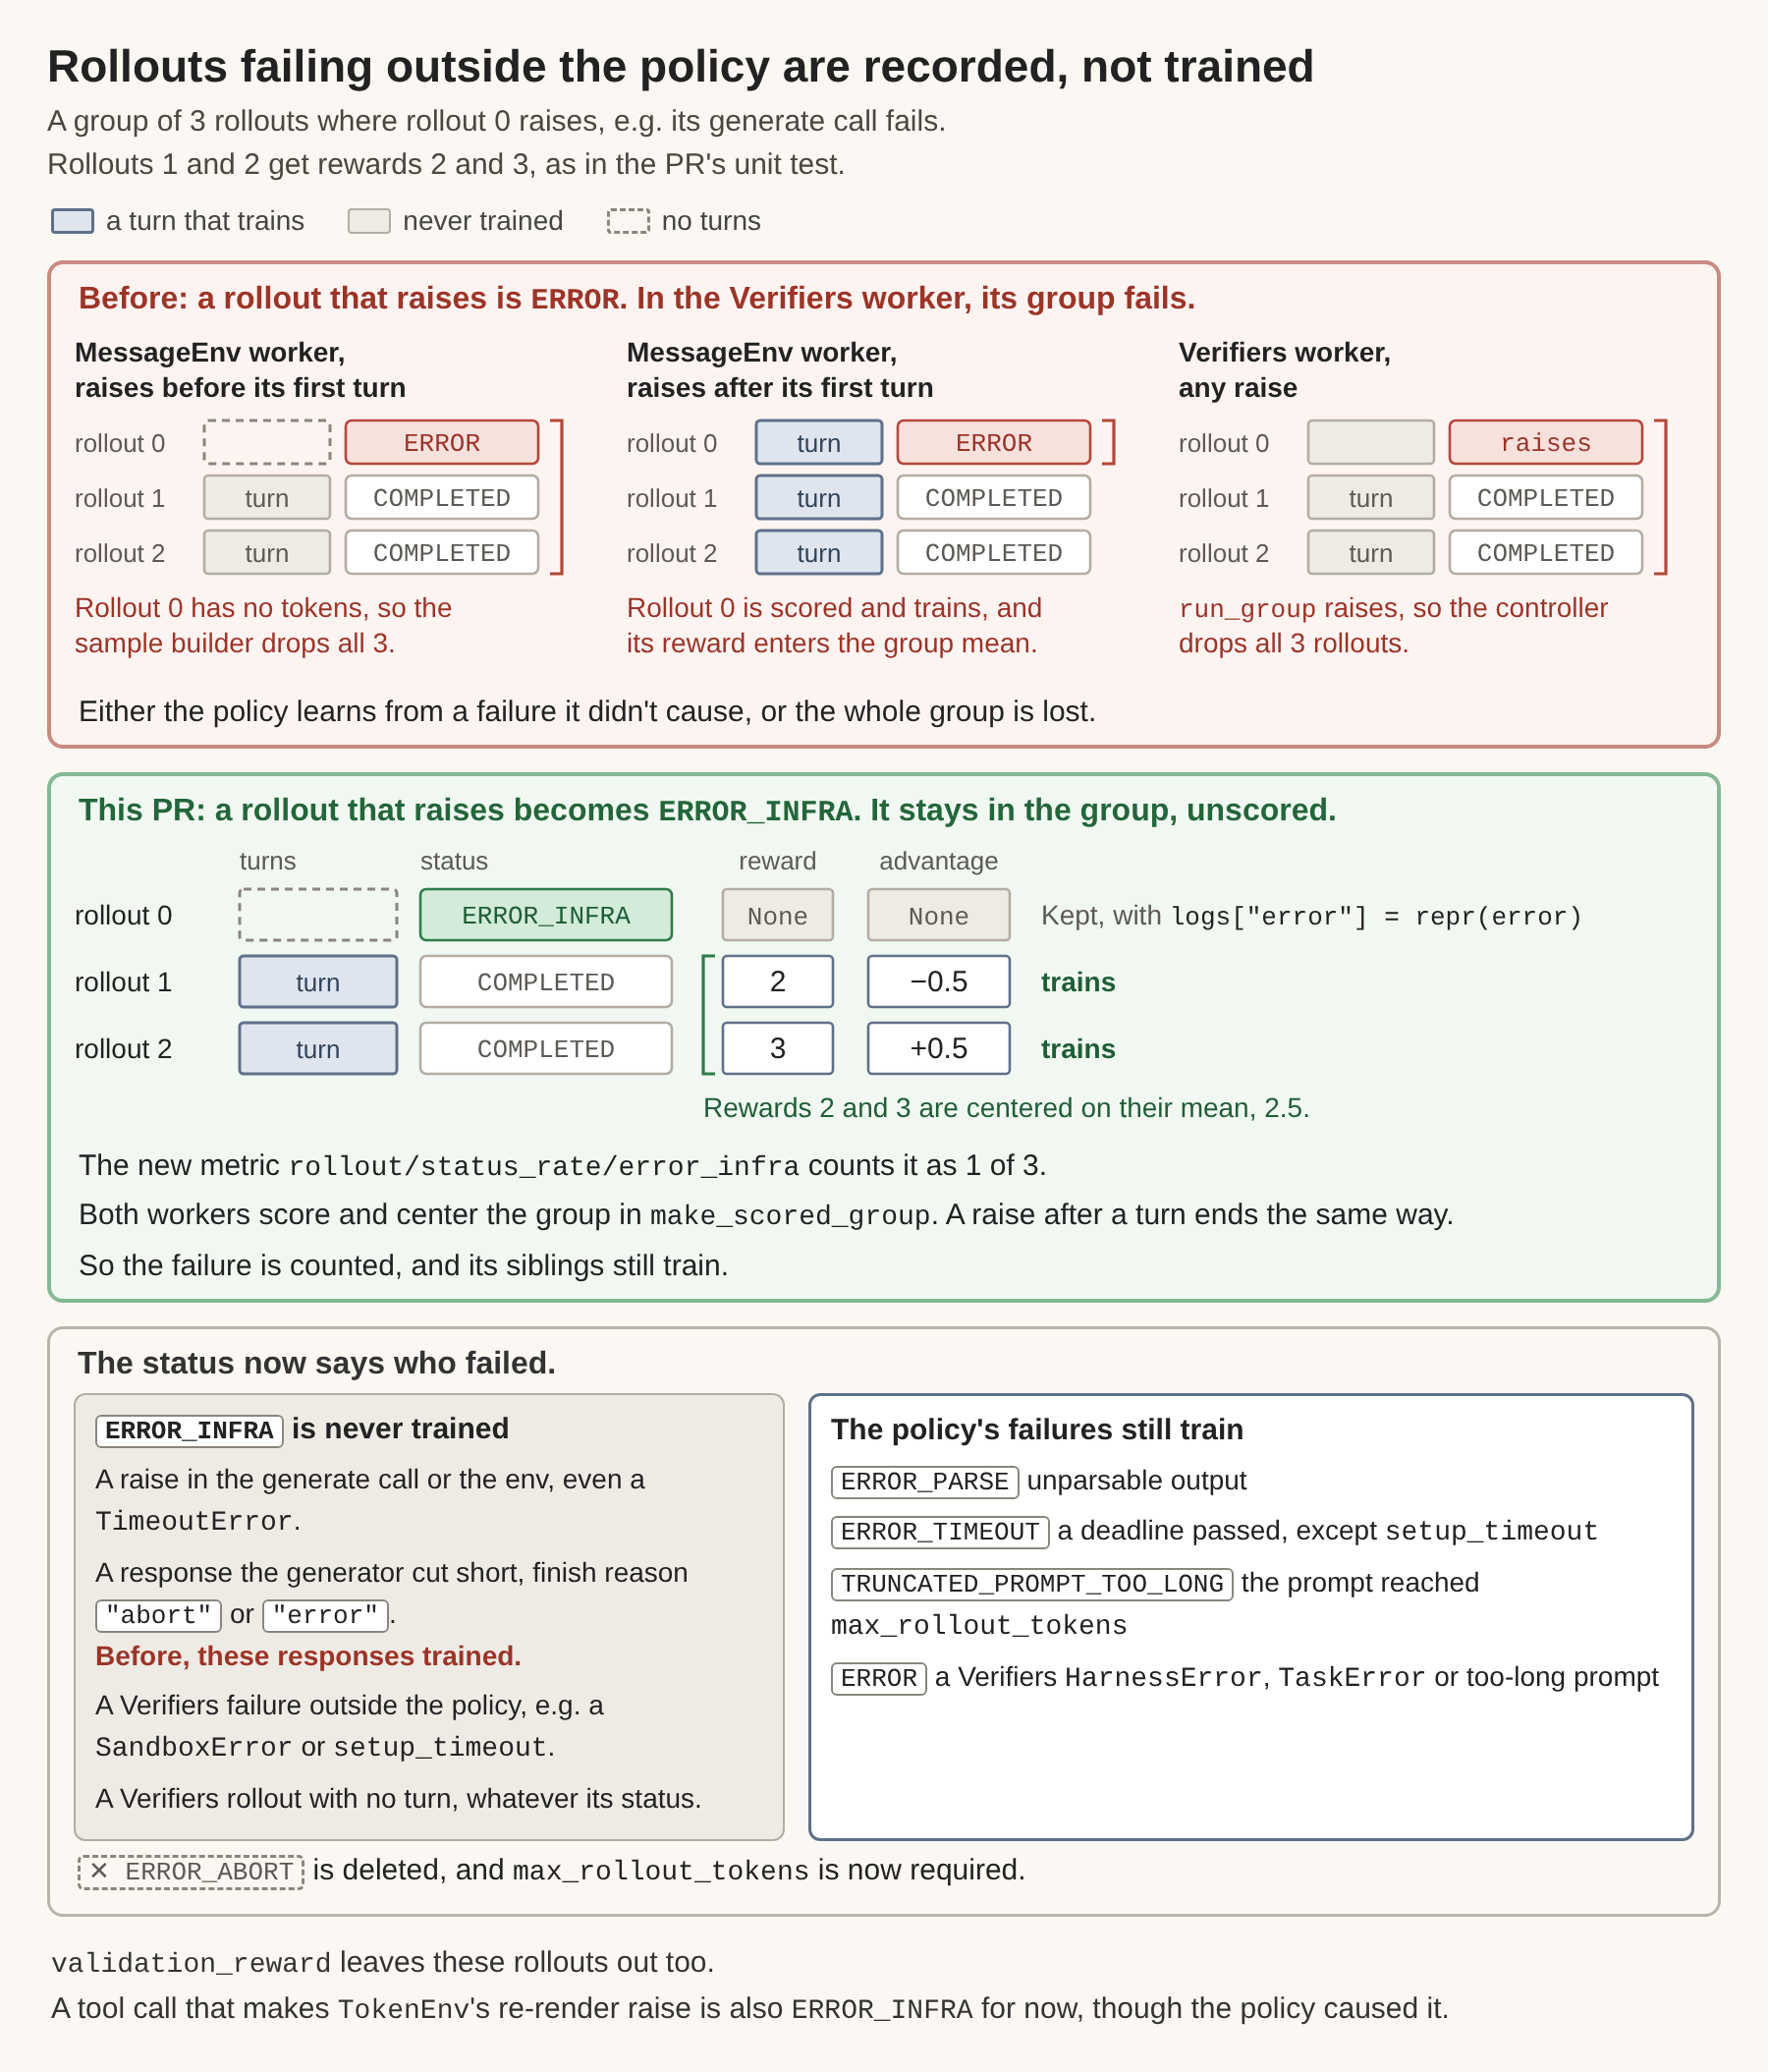 Rollouts failing outside the policy are recorded, not trained
A group of 3 rollouts where rollout 0 raises, e.g. its generate call fails.
Rollouts 1 and 2 get rewards 2 and 3, as in the PR's unit test.
a turn that trains never trained no turns
Before: a rollout that raises is ERROR. In the Verifiers worker, its group fails.
MessageEnv worker,
raises before its first turn
rollout 0 ERROR
rollout 1 turn COMPLETED
rollout 2 turn COMPLETED
Rollout 0 has no tokens, so the
sample builder drops all 3.
MessageEnv worker,
raises after its first turn
rollout 0 turn ERROR
rollout 1 turn COMPLETED
rollout 2 turn COMPLETED
Rollout 0 is scored and trains, and
its reward enters the group mean.
Verifiers worker,
any raise
rollout 0 raises
rollout 1 turn COMPLETED
rollout 2 turn COMPLETED
run_group raises, so the controller
drops all 3 rollouts.
Either the policy learns from a failure it didn't cause, or the whole group is lost.
This PR: a rollout that raises becomes ERROR_INFRA. It stays in the group, unscored.
turns status reward advantage
rollout 0 ERROR_INFRA None None Kept, with logs["error"] = repr(error)
rollout 1 turn COMPLETED 2 −0.5 trains
rollout 2 turn COMPLETED 3 +0.5 trains
Rewards 2 and 3 are centered on their mean, 2.5.
The new metric rollout/status_rate/error_infra counts it as 1 of 3.
Both workers score and center the group in make_scored_group. A raise after a turn ends the same way.
So the failure is counted, and its siblings still train.
The status now says who failed.
ERROR_INFRA is never trained
A raise in the generate call or the env, even a
TimeoutError.
A response the generator cut short, finish reason
"abort" or "error".
Before, these responses trained.
A Verifiers failure outside the policy, e.g. a
SandboxError or setup_timeout.
A Verifiers rollout with no turn, whatever its status.
The policy's failures still train
ERROR_PARSE unparsable output
ERROR_TIMEOUT a deadline passed, except setup_timeout
TRUNCATED_PROMPT_TOO_LONG the prompt reached
max_rollout_tokens
ERROR a Verifiers HarnessError, TaskError or too-long prompt
✕ ERROR_ABORT is deleted, and max_rollout_tokens is now required.
validation_reward leaves these rollouts out too.
A tool call that makes TokenEnv's re-render raise is also ERROR_INFRA for now, though the policy caused it.